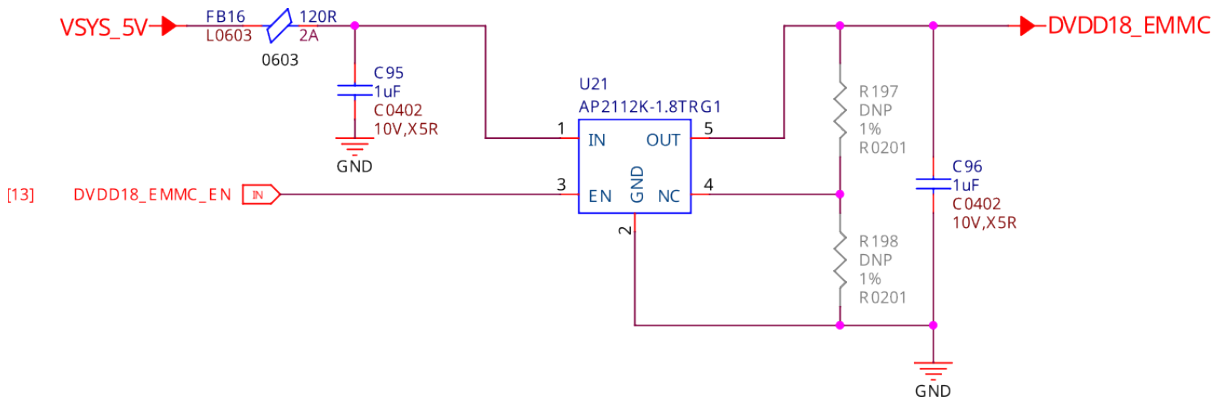 VSYS_5V
FB16
L0603
120R
2A
0603
C95
1uF
C0402
10V,X5R
GND
[13]
DVDD18_EMMC_EN
IN
U21
AP2112K-1.8TRG1
1
IN
OUT
5
3
EN
GND
NC
4
2
R197
DNP
1%
R0201
R198
DNP
1%
R0201
C96
1uF
C0402
10V,X5R
DVDD18_EMMC
GND